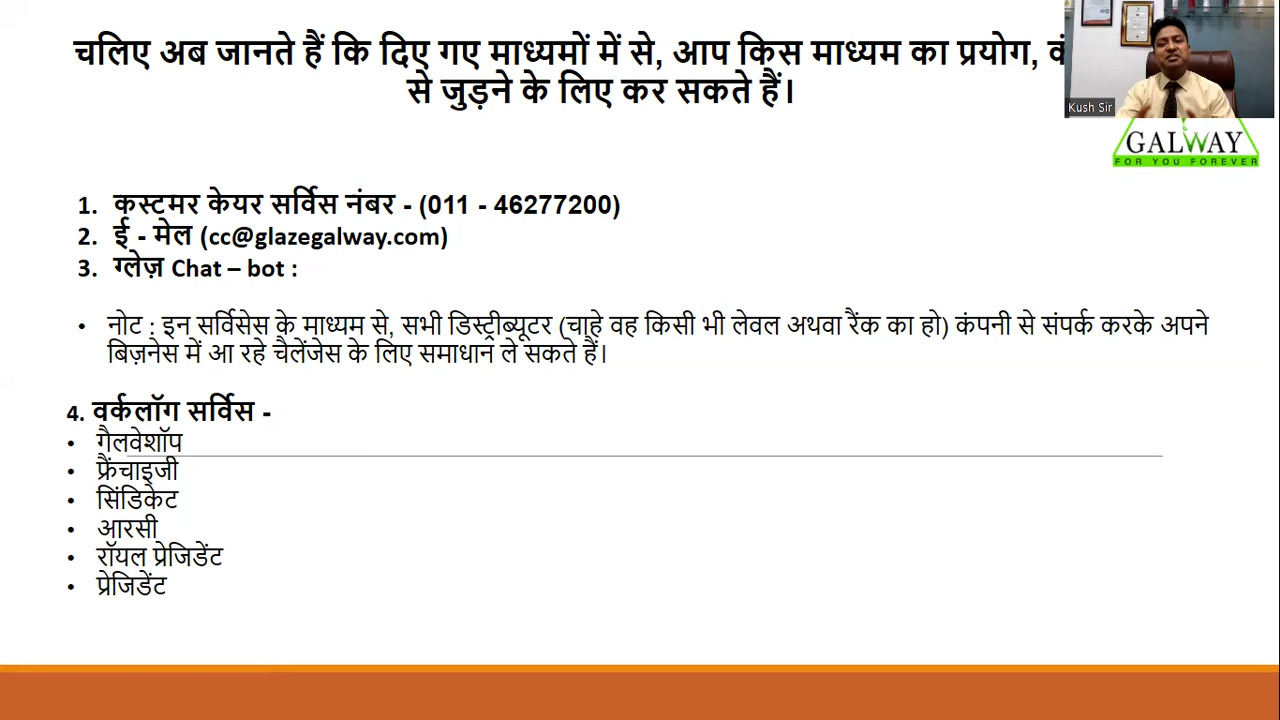 चलिए अब जानते हैं कि दिए गए माध्यमों में से, आप किस माध्यम का प्रयोग,
से जुड़ने के लिए कर सकते हैं।
Kush Sir
GALWAY
FOR YOU FOREVER
1. कस्टमर केयर सर्विस नंबर - (011 - 46277200)
2. ई - मेल (cc@glazegalway.com)
3. ग्लेज़ Chat – bot :
• नोट : इन सर्विसेस के माध्यम से, सभी डिस्ट्रीब्यूटर (चाहे वह किसी भी लेवल अथवा रैंक का हो) कंपनी से संपर्क करके अपने
बिज़नेस में आ रहे चैलेंजेस के लिए समाधान ले सकते हैं।
4. वर्कलॉग सर्विस -
• गैलवेशॉप
• फ्रैंचाइजी
• सिंडिकेट
• आरसी
• रॉयल प्रेजिडेंट
• प्रेजिडेंट